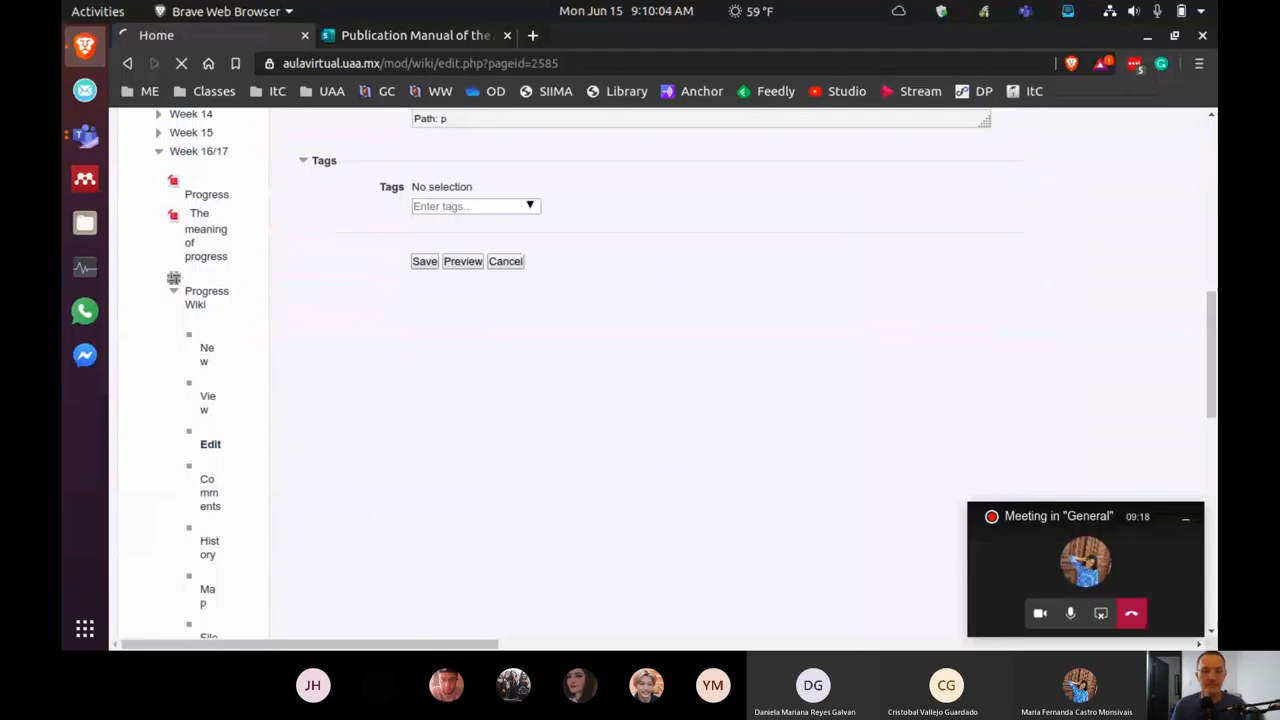 Activities
Brave Web Browser
Mon Jun 15 9:10:04 AM
59 °F
Home
Publication Manual of the
aulavirtual.uaa.mx/mod/wiki/edit.php?pageid=2585
1
5
ME
Classes
ItC
UAA
GC
WW
OD
SIIMA
Library
Anchor
Feedly
Studio
Stream
DP
ItC
Week 14
Week 15
Week 16/17
Progress
The
meaning
of
progress
Progress
Wiki
Ne
w
Vie
w
Edit
Co
mm
ents
Hist
ory
Ma
p
File
Path: p
Tags
Tags
No selection
Enter tags...
Save
Preview
Cancel
Meeting in "General"
09:18
JH
YM
DG
CG
Daniela Mariana Reyes Galvan
Cristobal Vallejo Guardado
Maria Fernanda Castro Monsivais